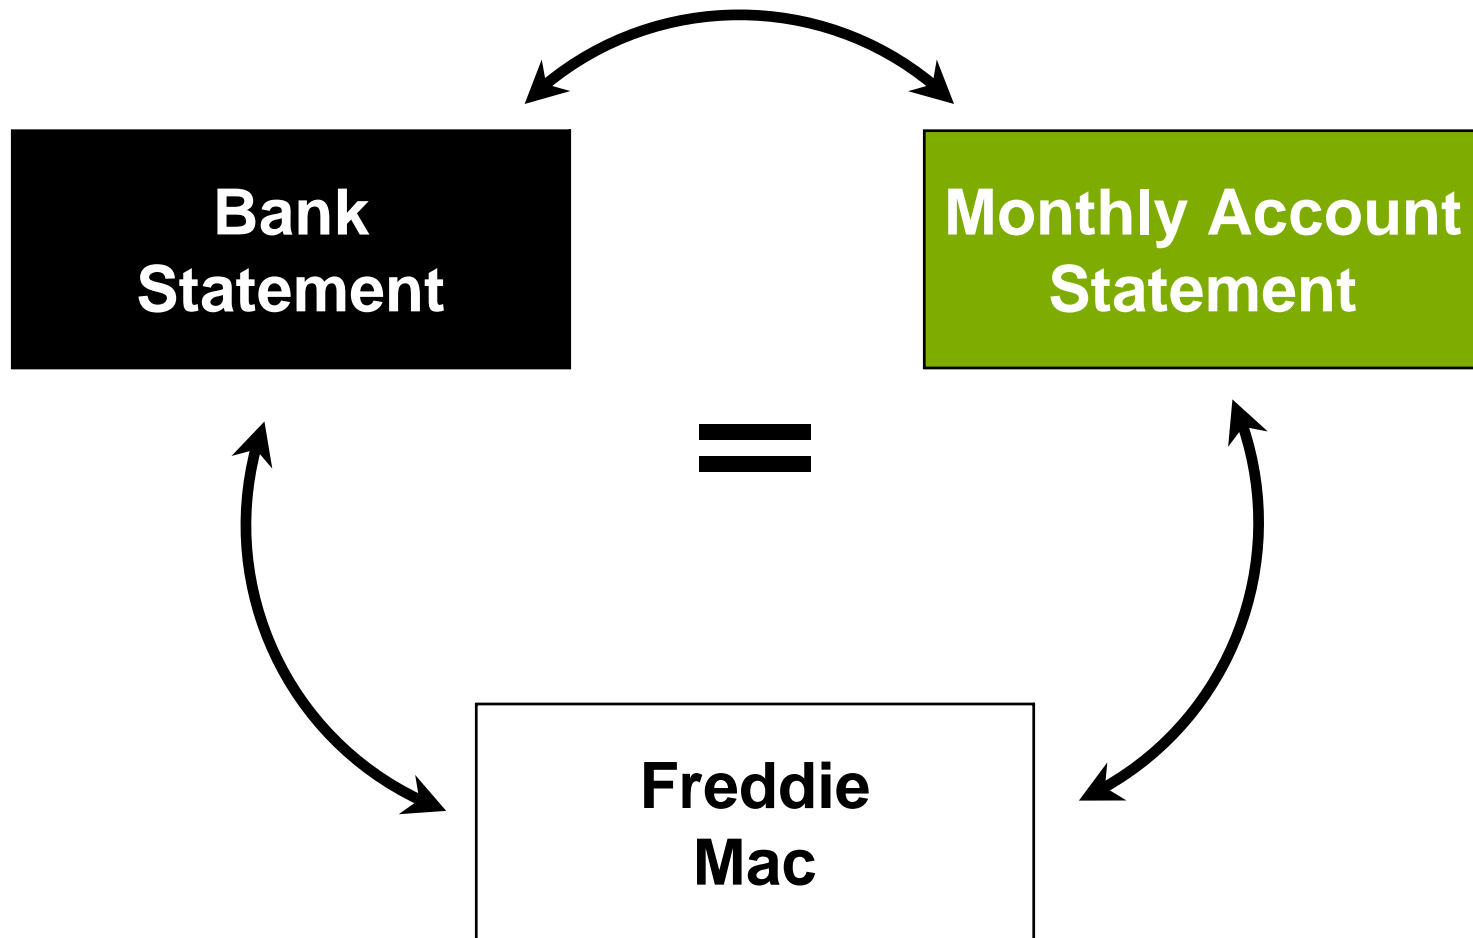 Bank
Statement
Monthly Account
Statement
=
Freddie
Mac